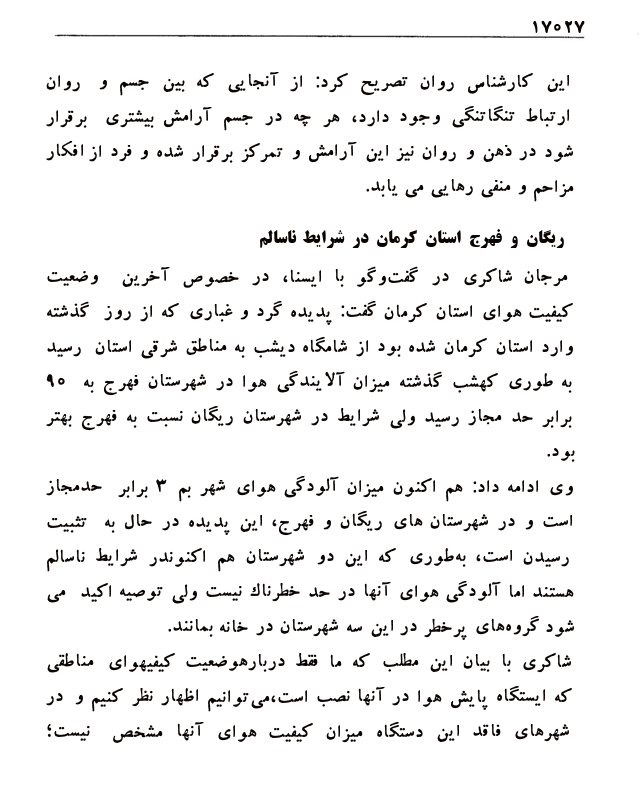 ۱۷۰۲۷
این کارشناس روان تصریح کرد: از آنجایی که بین جسم و روان
ارتباط تنگاتنگی وجود دارد، هر چه در جسم آرامش بیشتری برقرار
شود در ذهن و روان نیز این آرامش و تمرکز برقرار شده و فرد از افکار
مزاحم و منفی رهایی می یابد.
ریگان و فهرج استان کرمان در شرایط ناسالم
مرجان شاکری در گفت‌وگو با ایسنا، در خصوص آخرین وضعیت
کیفیت هوای استان کرمان گفت: پدیده گرد و غباری که از روز گذشته
وارد استان کرمان شده بود از شامگاه دیشب به مناطق شرقی استان رسید
به طوری کهشب گذشته میزان آلایندگی هوا در شهرستان فهرج به ۹۰
برابر حد مجاز رسید ولی شرایط در شهرستان ریگان نسبت به فهرج بهتر
بود.
وی ادامه داد: هم اکنون میزان آلودگی هوای شهر بم ۳ برابر حدمجاز
است و در شهرستان های ریگان و فهرج، این پدیده در حال به تثبیت
رسیدن است، به‌طوری که این دو شهرستان هم اکنوندر شرایط ناسالم
هستند اما آلودگی هوای آنها در حد خطرناك نیست ولی توصیه اکید می
شود گروه‌های پرخطر در این سه شهرستان در خانه بمانند.
شاکری با بیان این مطلب که ما فقط دربارهوضعیت کیفیهوای مناطقی
که ایستگاه پایش هوا در آنها نصب است،می‌توانیم اظهار نظر کنیم و در
شهرهای فاقد این دستگاه میزان کیفیت هوای آنها مشخص نیست؛